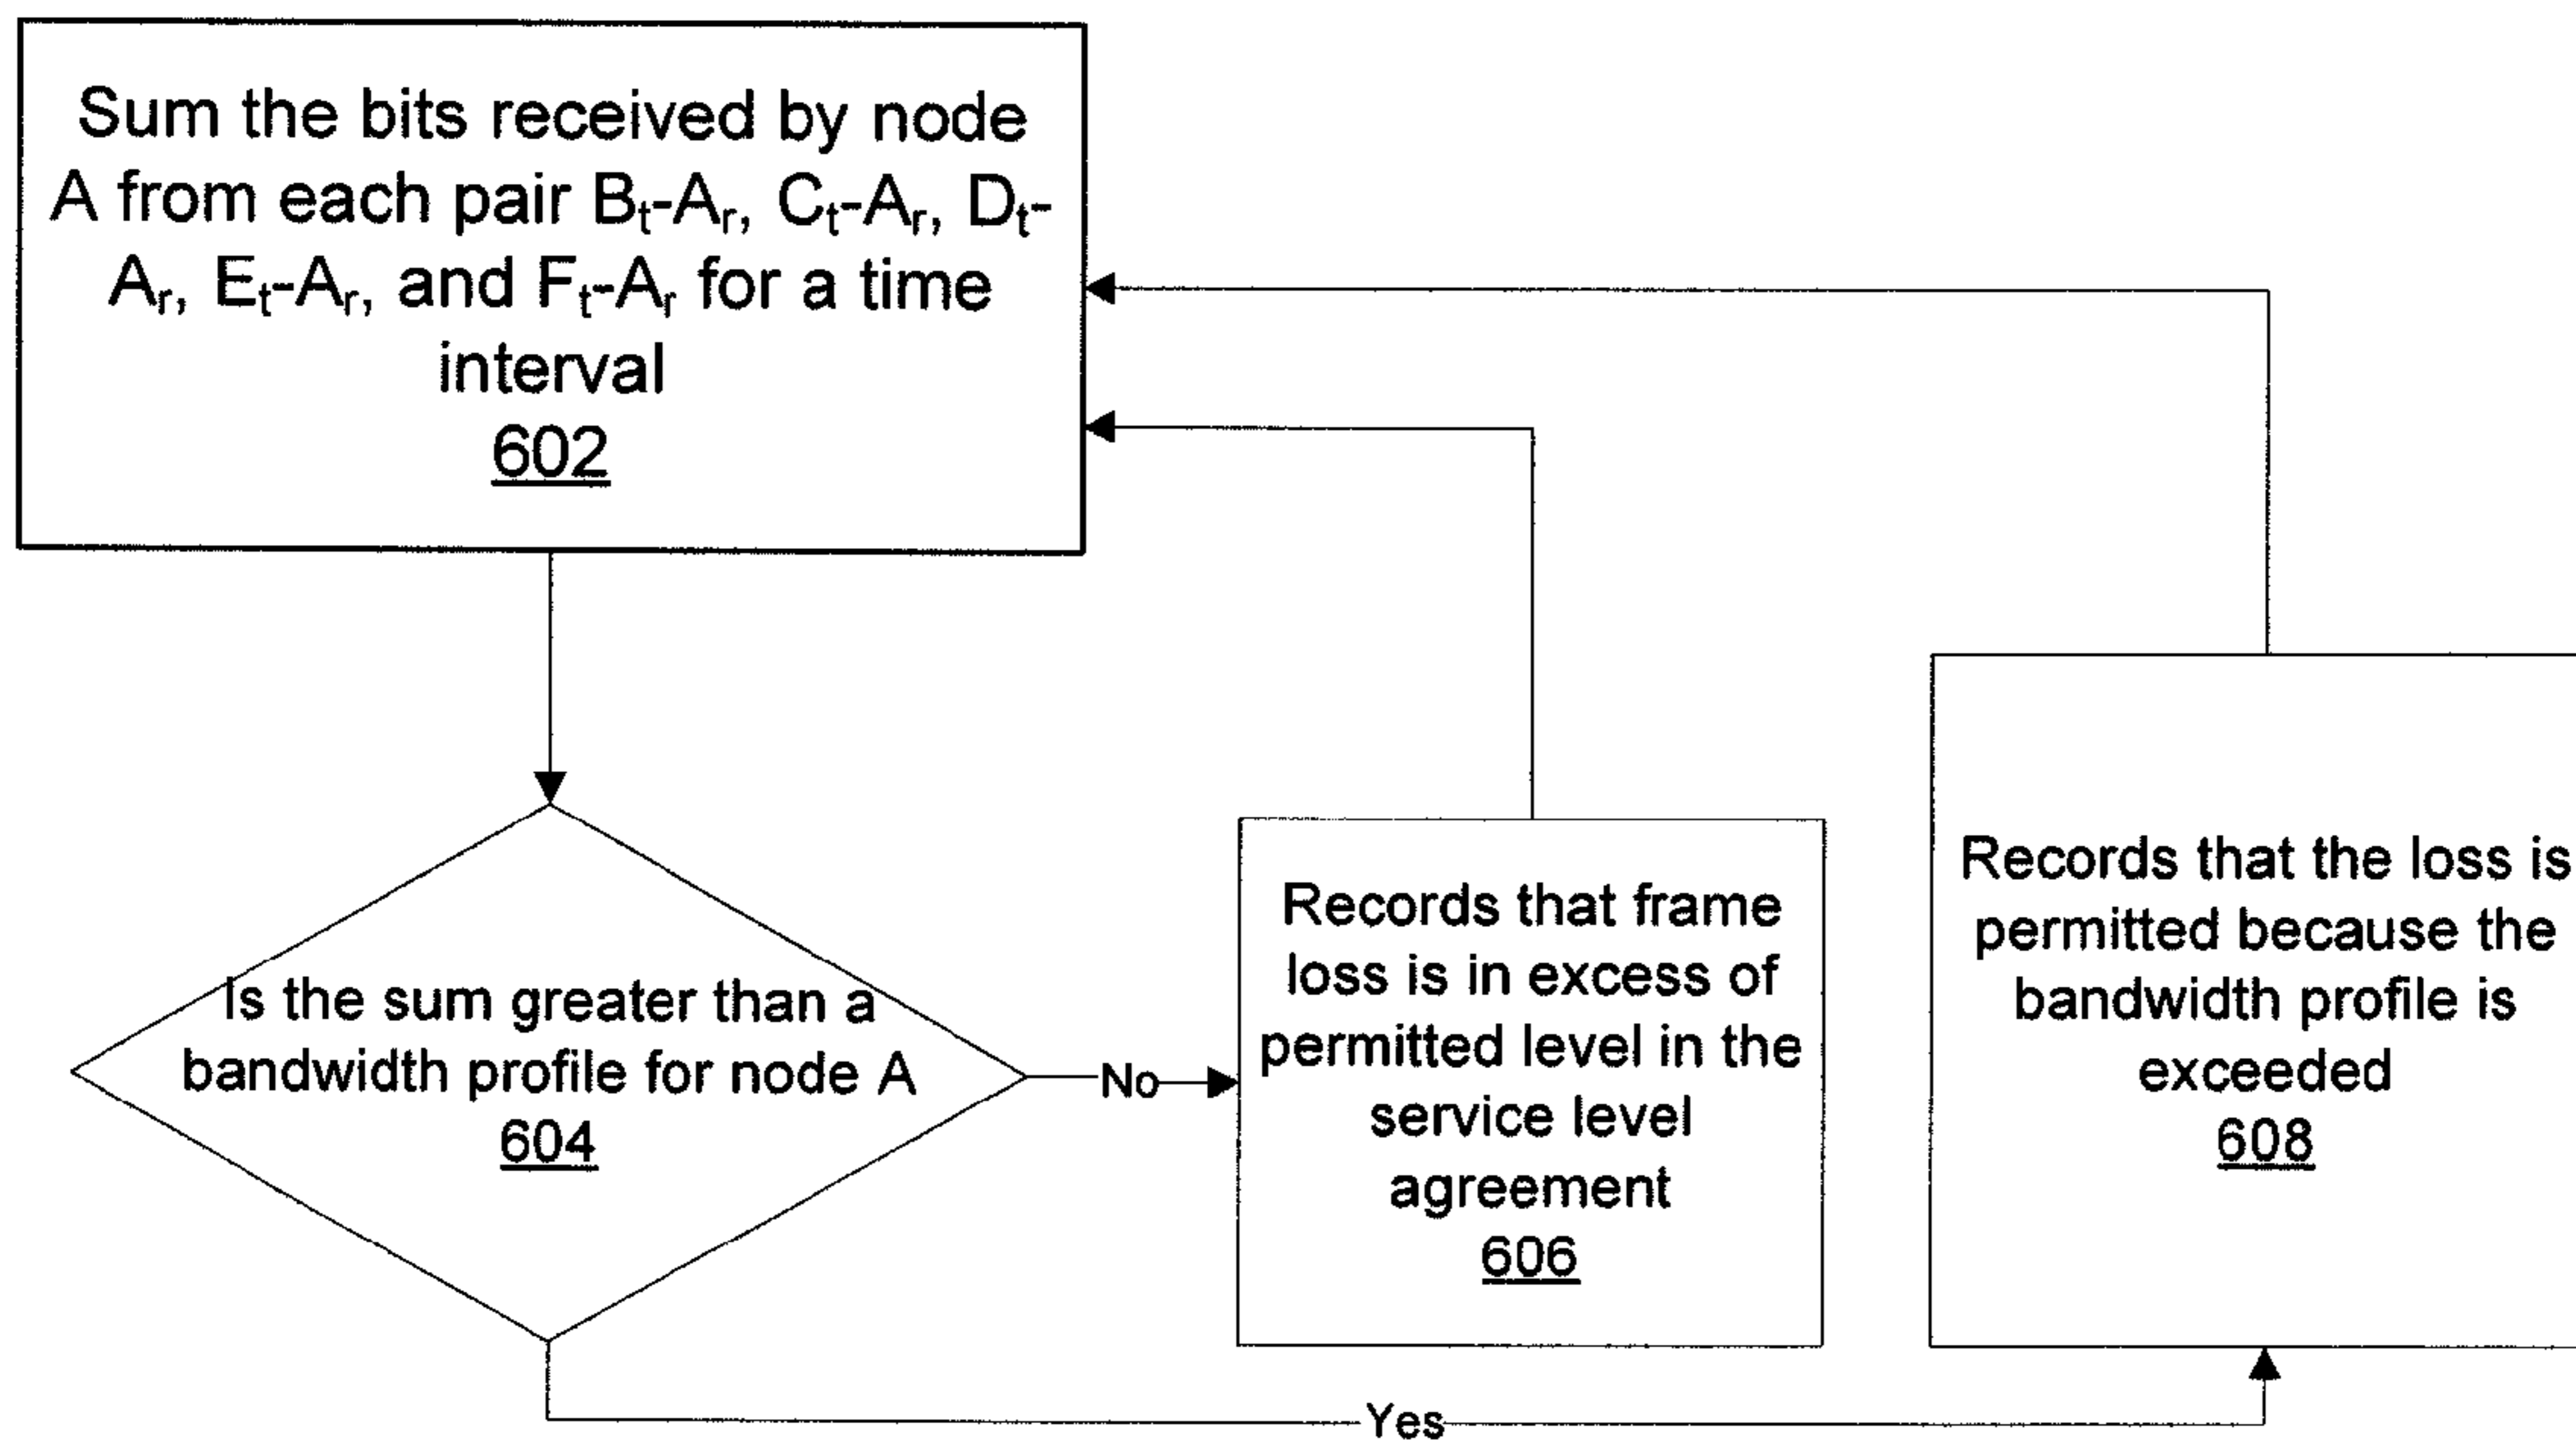 Sum the bits received by node
A from each pair Bt-Ar, Ct-Ar, Dt-
Ar, Et-Ar, and Ft-Ar for a time
interval
602
Is the sum greater than a
bandwidth profile for node A
604
No
Records that frame
loss is in excess of
permitted level in the
service level
agreement
606
Records that the loss is
permitted because the
bandwidth profile is
exceeded
608
Yes